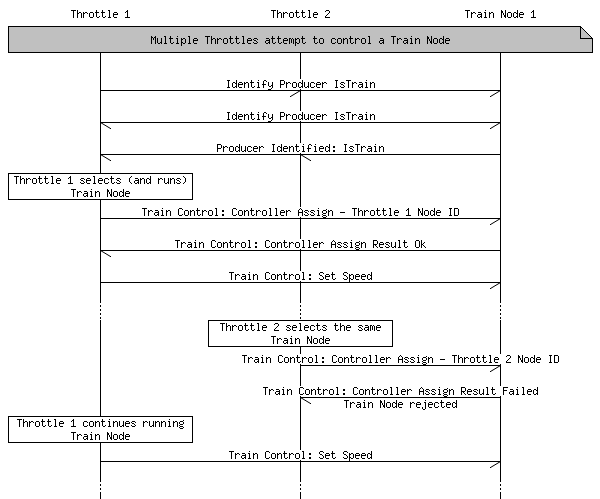 Throttle 1 Throttle 2 Train Node 1
Multiple Throttles attempt to control a Train Node
Identify Producer IsTrain
Identify Producer IsTrain
Producer Identified: IsTrain
Throttle 1 selects (and runs)
Train Node
Train Control: Controller Assign – Throttle 1 Node ID
Train Control: Controller Assign Result Ok
Train Control: Set Speed
Throttle 2 selects the same
Train Node
Train Control: Controller Assign – Throttle 2 Node ID
Train Control: Controller Assign Result Failed
Train Node rejected
Throttle 1 continues running
Train Node
Train Control: Set Speed